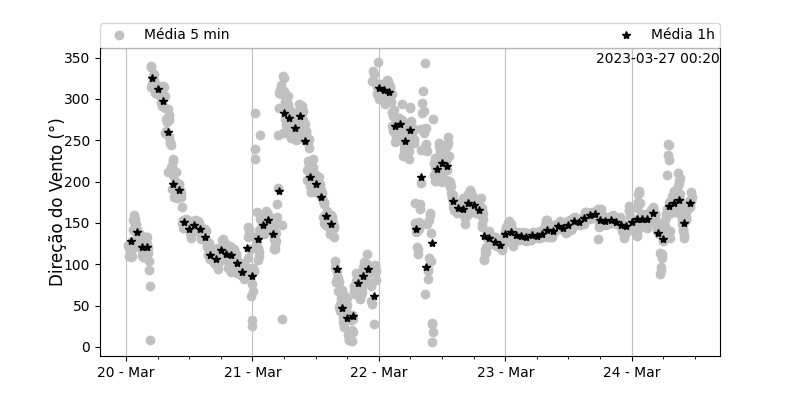 Média 5 min
Média 1h
2023-03-27 00:20
Direção do Vento (°)
350
300
250
200
150
100
50
0
20 - Mar
21 - Mar
22 - Mar
23 - Mar
24 - Mar